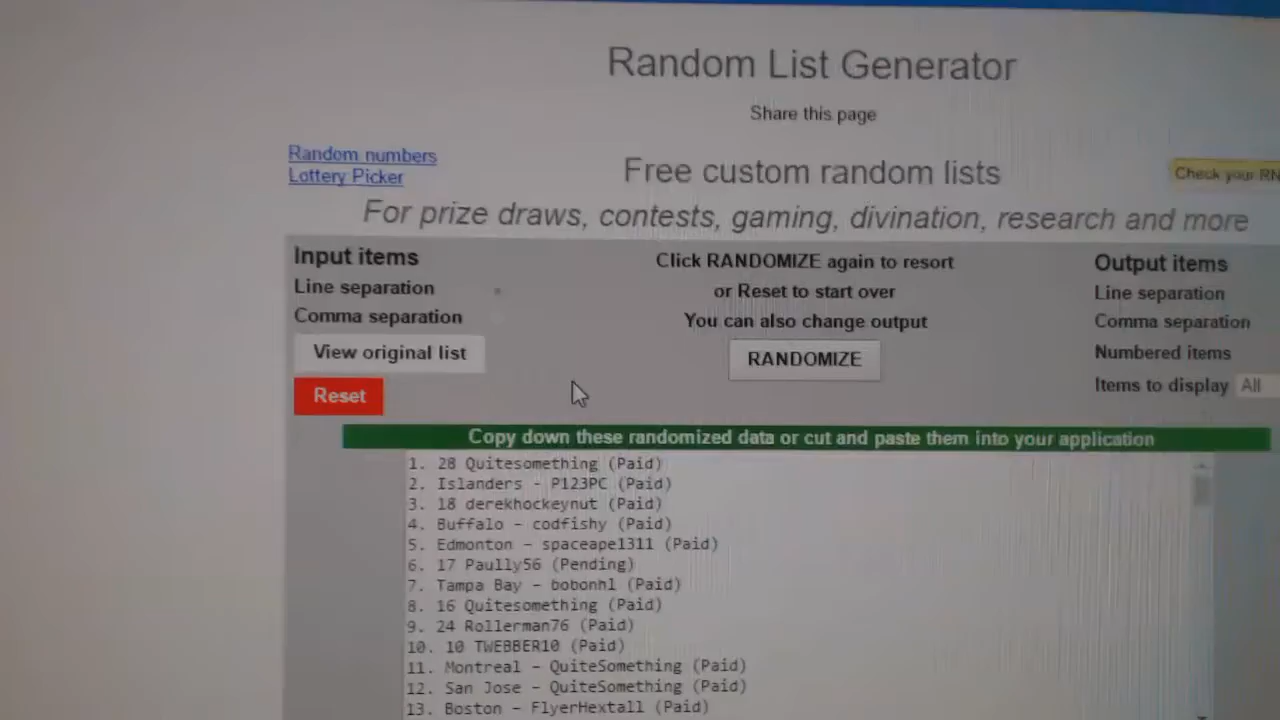 Random List Generator
Share this page
Random numbers
Lottery Picker
Free custom random lists
Check your RN
For prize draws, contests, gaming, divination, research and more
Input items
Line separation
Comma separation
View original list
Reset
Click RANDOMIZE again to resort
or Reset to start over
You can also change output
RANDOMIZE
Output items
Line separation
Comma separation
Numbered items
Items to display All
Copy down these randomized data or cut and paste them into your application
1. 28 Quitesomething (Paid)
2. Islanders - P123PC (Paid)
3. 18 derekhockeynut (Paid)
4. Buffalo - codfishy (Paid)
5. Edmonton - spaceape1311 (Paid)
6. 17 Paully56 (Pending)
7. Tampa Bay - bobonhl (Paid)
8. 16 Quitesomething (Paid)
9. 24 Rollerman76 (Paid)
10. 10 TWEBBER10 (Paid)
11. Montreal - QuiteSomething (Paid)
12. San Jose - QuiteSomething (Paid)
13. Boston - FlyerHextall (Paid)